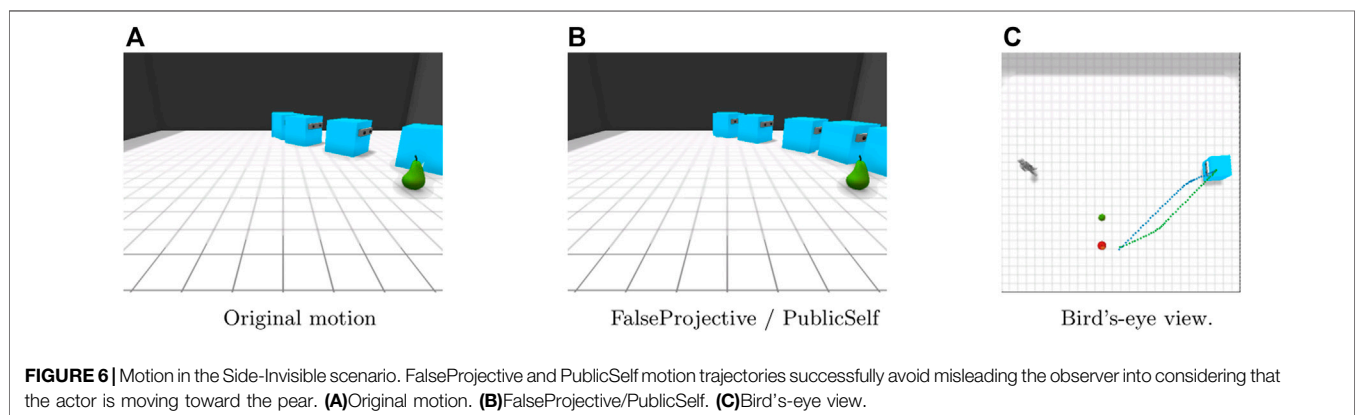 A
B
C
Original motion
FalseProjective / PublicSelf
Bird's-eye view.
FIGURE 6 | Motion in the Side-Invisible scenario. FalseProjective and PublicSelf motion trajectories successfully avoid misleading the observer into considering that
the actor is moving toward the pear. (A)Original motion. (B)FalseProjective/PublicSelf. (C)Bird's-eye view.